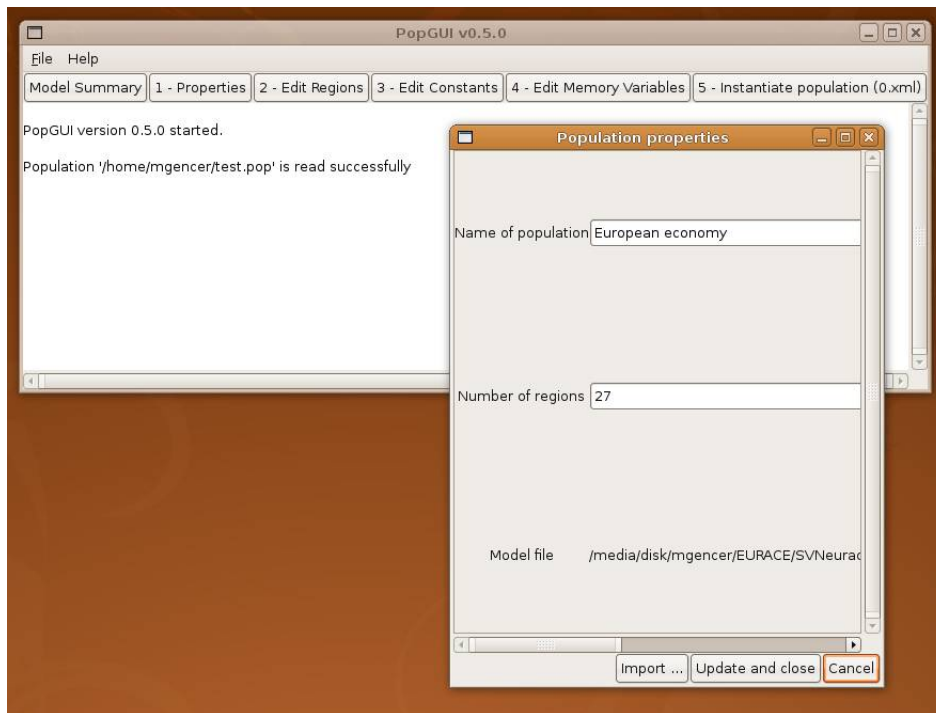 PopGUI v0.5.0
File Help
Model Summary 1 - Properties 2 - Edit Regions 3 - Edit Constants 4 - Edit Memory Variables 5 - Instantiate population (0.xml)
PopGUI version 0.5.0 started.
Population '/home/mgencer/test.pop' is read successfully
Population properties
Name of population European economy
Number of regions 27
Model file /media/disk/mgencer/EURACE/SVNeurac
Import ... Update and close Cancel